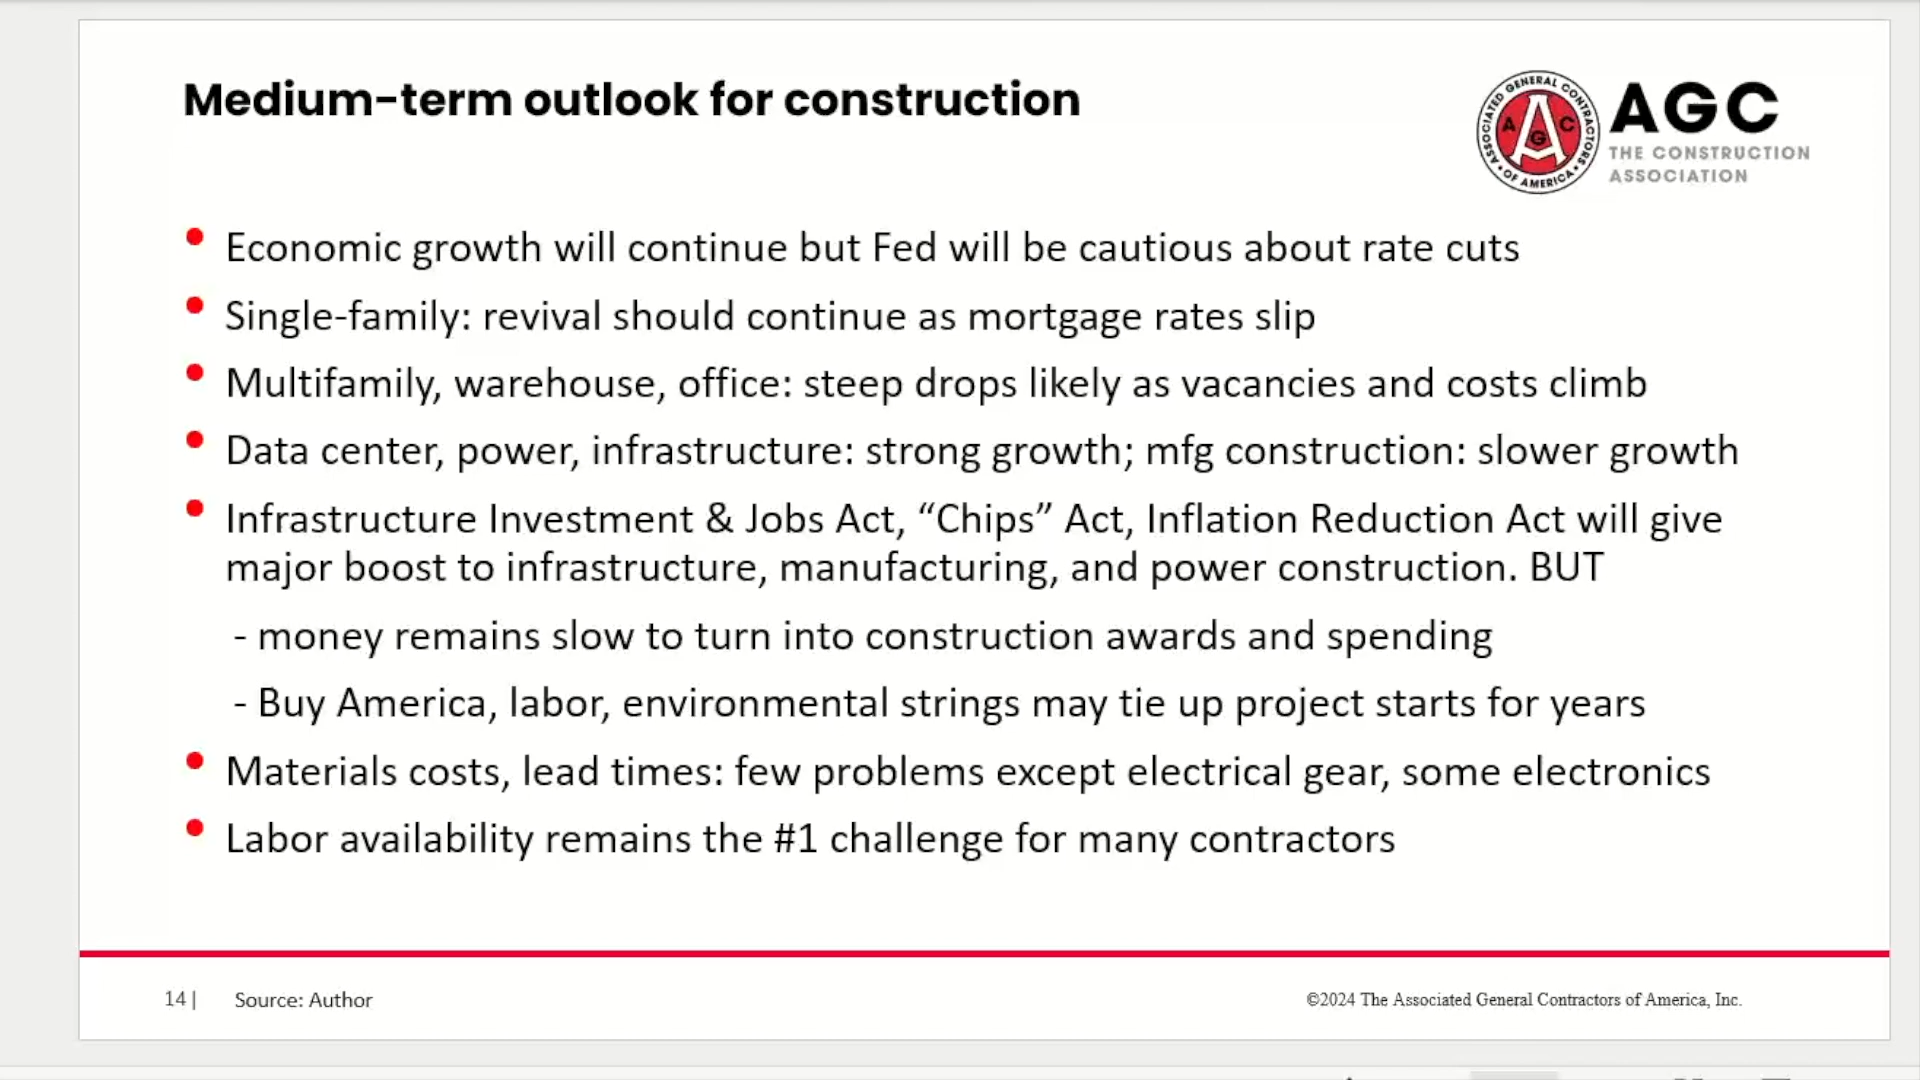 Medium-term outlook for construction
ASSOCIATED GENERAL CONTRACTORS
OF AMERICA
A G C
AGC
THE CONSTRUCTION
ASSOCIATION
• Economic growth will continue but Fed will be cautious about rate cuts
• Single-family: revival should continue as mortgage rates slip
• Multifamily, warehouse, office: steep drops likely as vacancies and costs climb
• Data center, power, infrastructure: strong growth; mfg construction: slower growth
• Infrastructure Investment & Jobs Act, “Chips” Act, Inflation Reduction Act will give
major boost to infrastructure, manufacturing, and power construction. BUT
- money remains slow to turn into construction awards and spending
- Buy America, labor, environmental strings may tie up project starts for years
• Materials costs, lead times: few problems except electrical gear, some electronics
• Labor availability remains the #1 challenge for many contractors
14 | Source: Author
©2024 The Associated General Contractors of America, Inc.